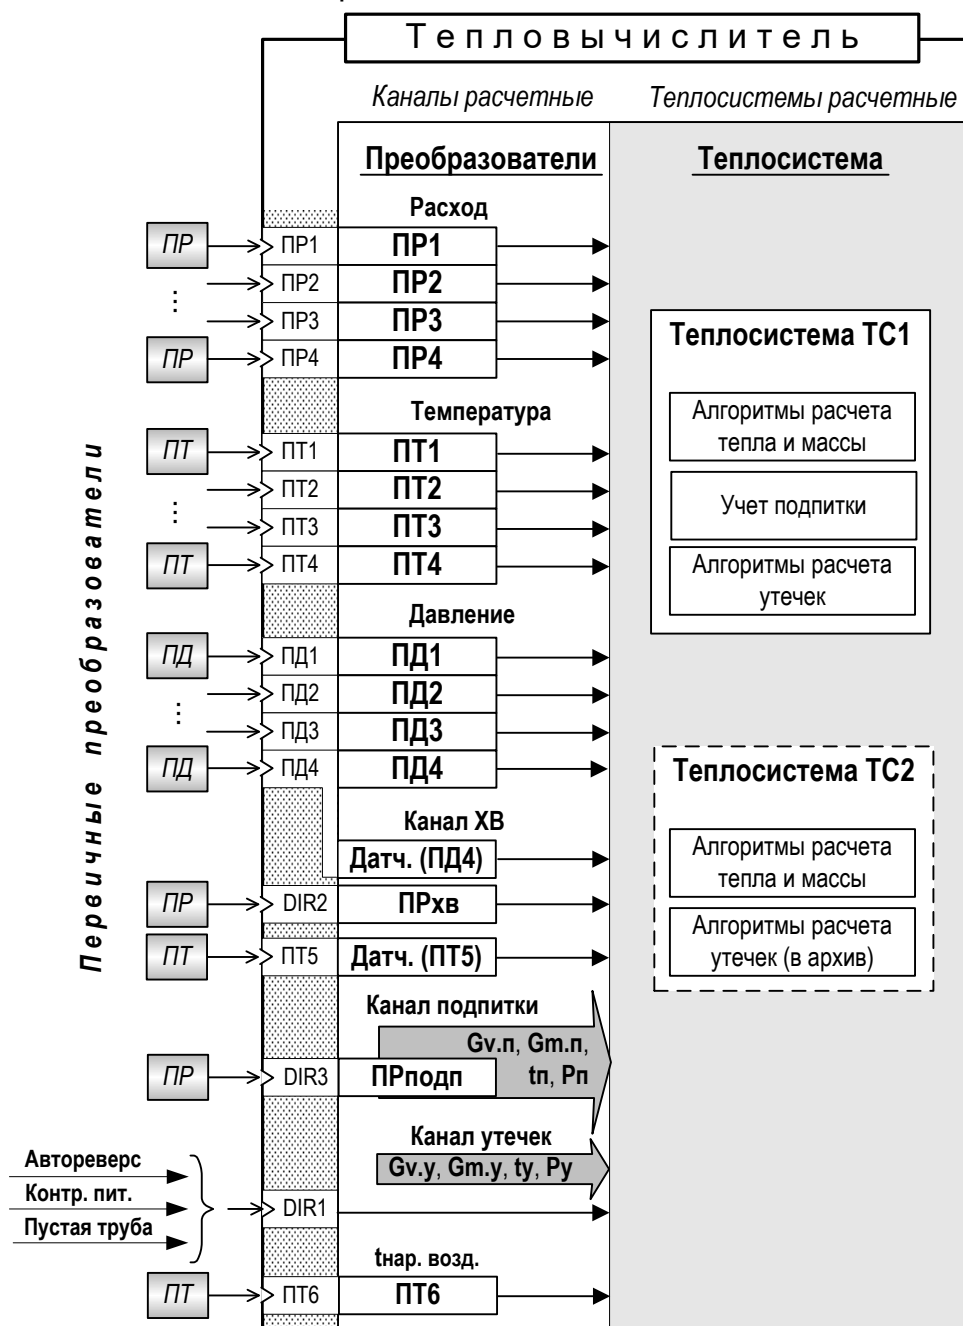 Тепловычислитель
Каналы расчетные
Теплосистемы расчетные
Преобразователи
Теплосистема
Расход
ПР
ПР1
ПР1
ПР2
ПР2
...
ПР3
ПР3
ПР
ПР4
ПР4
Теплосистема ТС1
Алгоритмы расчета
тепла и массы
Учет подпитки
Алгоритмы расчета
утечек
Температура
ПТ
ПТ1
ПТ1
ПТ2
ПТ2
...
ПТ3
ПТ3
ПТ
ПТ4
ПТ4
Первичные преобразователи
Давление
ПД
ПД1
ПД1
ПД2
ПД2
...
ПД3
ПД3
ПД
ПД4
ПД4
Теплосистема ТС2
Алгоритмы расчета
тепла и массы
Алгоритмы расчета
утечек (в архив)
Канал ХВ
Датч. (ПД4)
ПР
DIR2
ПРхв
ПТ
ПТ5
Датч. (ПТ5)
Канал подпитки
Gv.п, Gm.п,
tп, Pп
ПР
DIR3
ПРподп
Канал утечек
Gv.у, Gm.у, tу, Pу
Автореверс
Контр. пит.
Пустая труба
DIR1
tнар. возд.
ПТ
ПТ6
ПТ6